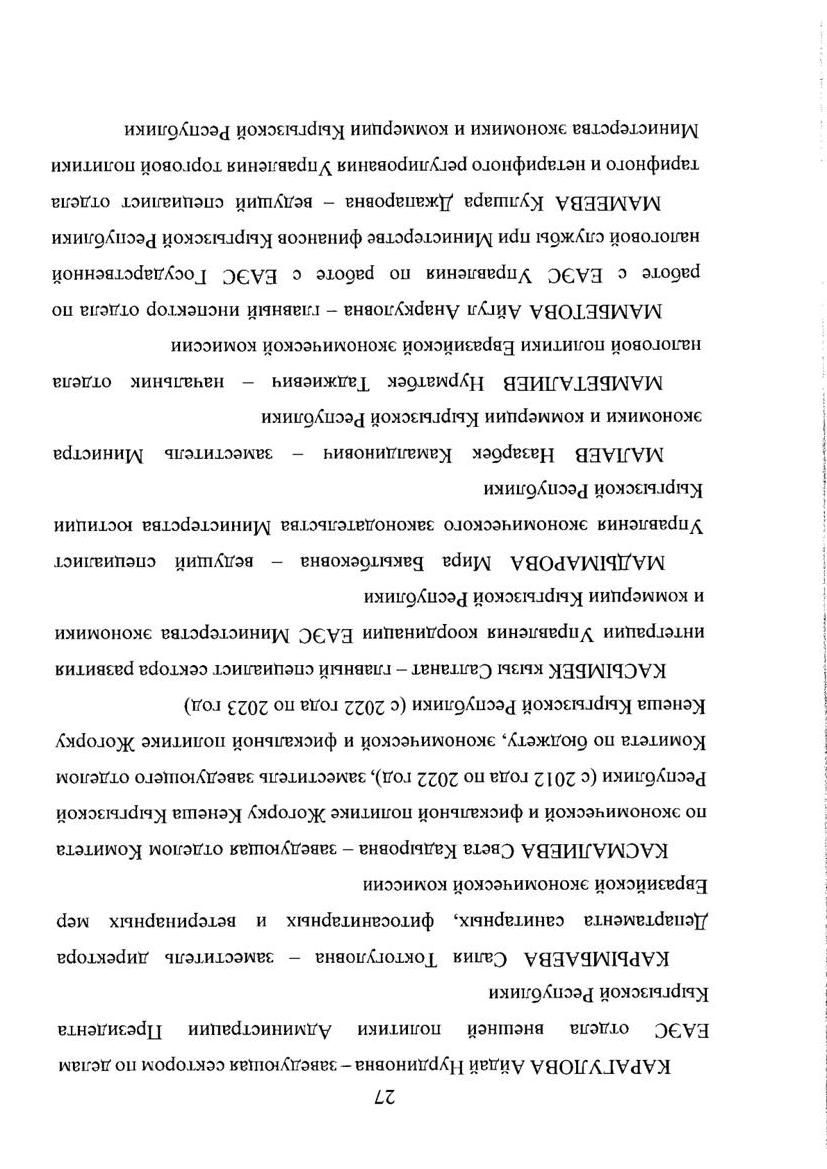 27
КАРАГУЛОВА Айдай Нурдиновна – заведующая сектором по делам
ЕАЭС отдела внешней политики Администрации Президента
Кыргызской Республики
КАРЫМБАЕВА Салия Токтогуловна – заместитель директора
Департамента санитарных, фитосанитарных и ветеринарных мер
Евразийской экономической комиссии
КАСМАЛИЕВА Света Кадыровна – заведующая отделом Комитета
по экономической и фискальной политике Жогорку Кенеша Кыргызской
Республики (с 2012 года по 2022 год), заместитель заведующего отделом
Комитета по бюджету, экономической и фискальной политике Жогорку
Кенеша Кыргызской Республики (с 2022 года по 2023 год)
КАСЫМБЕК кызы Салтанат – главный специалист сектора развития
интеграции Управления координации ЕАЭС Министерства экономики
и коммерции Кыргызской Республики
МАДЫМАРОВА Мира Бакытбековна – ведущий специалист
Управления экономического законодательства Министерства юстиции
Кыргызской Республики
МАЛАЕВ Назарбек Камалдинович – заместитель Министра
экономики и коммерции Кыргызской Республики
МАМБЕТАЛИЕВ Нурматбек Таджиевич – начальник отдела
налоговой политики Евразийской экономической комиссии
МАМБЕТОВА Айгул Анаркуловна – главный инспектор отдела по
работе с ЕАЭС Управления по работе с ЕАЭС Государственной
налоговой службы при Министерстве финансов Кыргызской Республики
МАМЕЕВА Кулшара Джапаровна – ведущий специалист отдела
тарифного и нетарифного регулирования Управления торговой политики
Министерства экономики и коммерции Кыргызской Республики